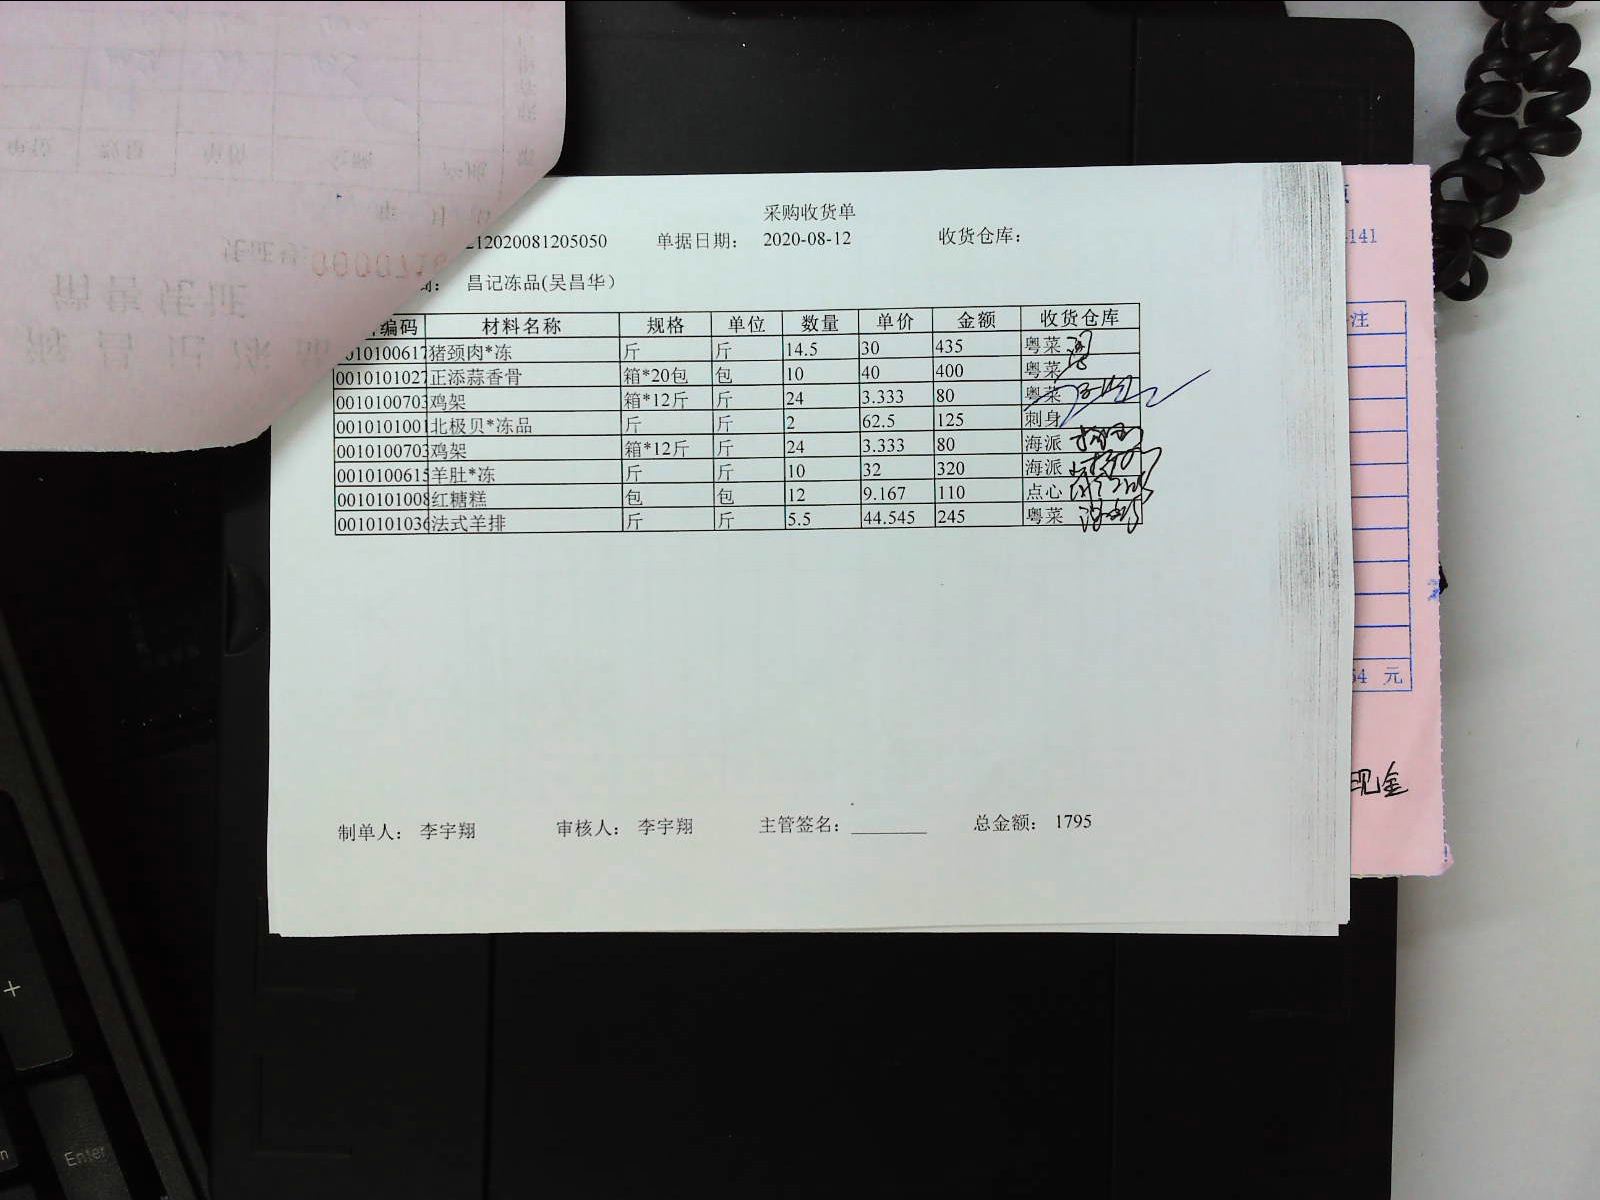 采购收货单
212020081205050 单据日期： 2020-08-12 收货仓库：
昌记冻品(吴昌华）
编码 材料名称 规格 单位 数量 单价 金额 收货仓库
010100617 猪颈肉*冻 斤 斤 14.5 30 435 粤菜
0010101027 正添蒜香骨 箱*20包 包 10 40 400 粤菜
0010100703 鸡架 箱*12斤 斤 24 3.333 80 粤菜
0010101001 北极贝*冻品 斤 斤 2 62.5 125 刺身
0010100703 鸡架 箱*12斤 斤 24 3.333 80 海派
0010100615 羊肚*冻 斤 斤 10 32 320 海派
0010101008 红糖糕 包 包 12 9.167 110 点心
0010101036 法式羊排 斤 斤 5.5 44.545 245 粤菜
制单人： 李宇翔 审核人： 李宇翔 主管签名： 总金额： 1795
141
注
64 元
现金
+
Enter